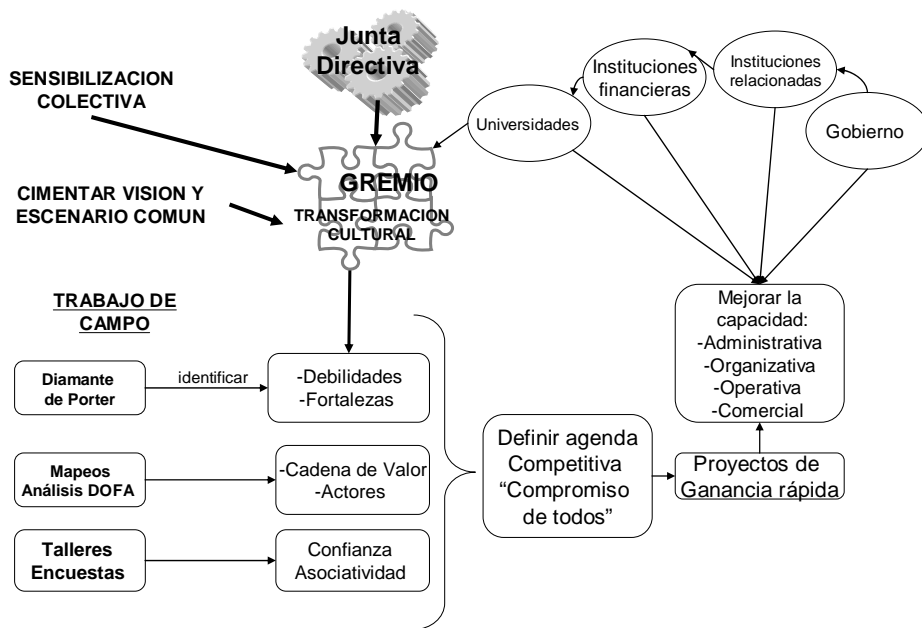 Junta
Directiva
SENSIBILIZACION
COLECTIVA
Instituciones
financieras
Instituciones
relacionadas
Universidades
Gobierno
GREMIO
TRANSFORMACION
CULTURAL
CIMENTAR VISION Y
ESCENARIO COMUN
TRABAJO DE
CAMPO
Mejorar la
capacidad:
-Administrativa
-Organizativa
-Operativa
-Comercial
Diamante
de Porter
identificar
-Debilidades
-Fortalezas
Mapeos
Análisis DOFA
-Cadena de Valor
-Actores
Definir agenda
Competitiva
“Compromiso
de todos”
Proyectos de
Ganancia rápida
Talleres
Encuestas
Confianza
Asociatividad